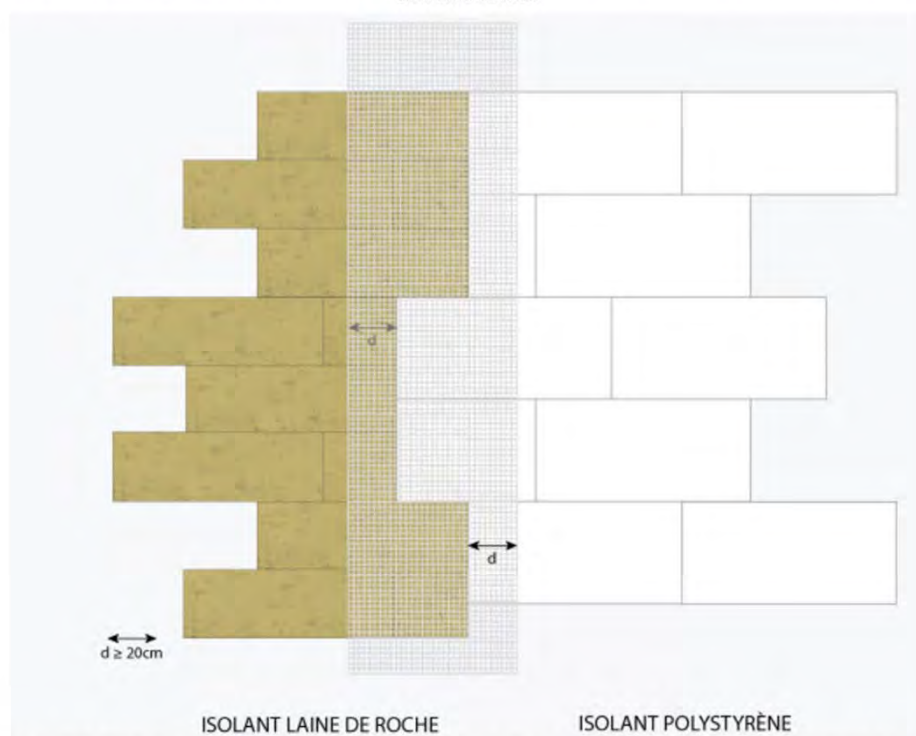 d
d
d ≥ 20cm
ISOLANT LAINE DE ROCHE
ISOLANT POLYSTYRÈNE